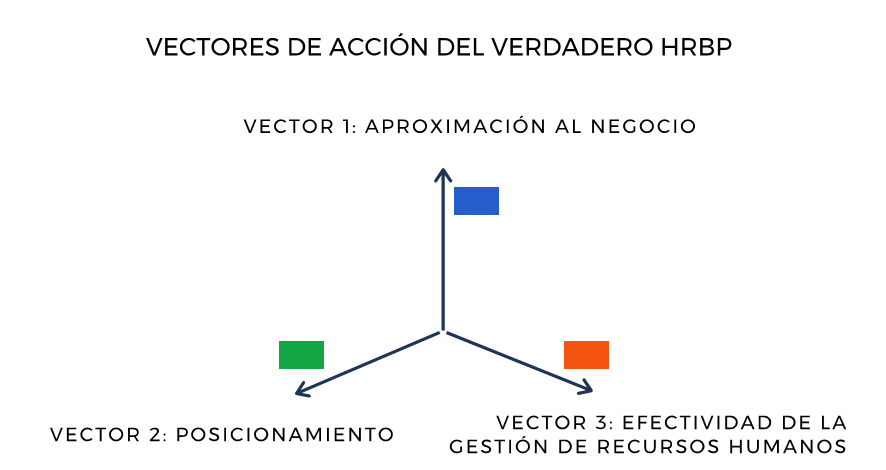 VECTORES DE ACCIÓN DEL VERDADERO HRBP
VECTOR 1: APROXIMACIÓN AL NEGOCIO
VECTOR 2: POSICIONAMIENTO
VECTOR 3: EFECTIVIDAD DE LA
GESTIÓN DE RECURSOS HUMANOS